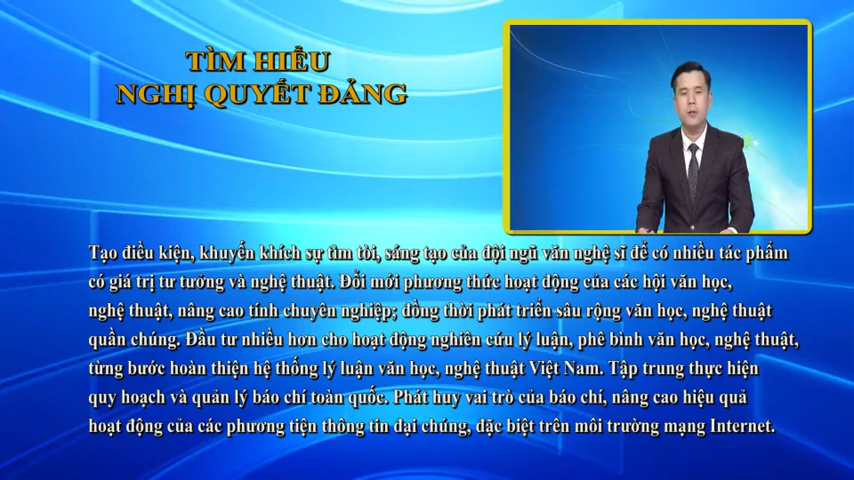 TÌM HIỂU
NGHỊ QUYẾT ĐẢNG
Tạo điều kiện, khuyến khích sự tìm tòi, sáng tạo của đội ngũ văn nghệ sĩ để có nhiều tác phẩm
có giá trị tư tưởng và nghệ thuật. Đổi mới phương thức hoạt động của các hội văn học,
nghệ thuật, nâng cao tính chuyên nghiệp; đồng thời phát triển sâu rộng văn học, nghệ thuật
quần chúng. Đầu tư nhiều hơn cho hoạt động nghiên cứu lý luận, phê bình văn học, nghệ thuật,
từng bước hoàn thiện hệ thống lý luận văn học, nghệ thuật Việt Nam. Tập trung thực hiện
quy hoạch và quản lý báo chí toàn quốc. Phát huy vai trò của báo chí, nâng cao hiệu quả
hoạt động của các phương tiện thông tin đại chúng, đặc biệt trên môi trường mạng Internet.